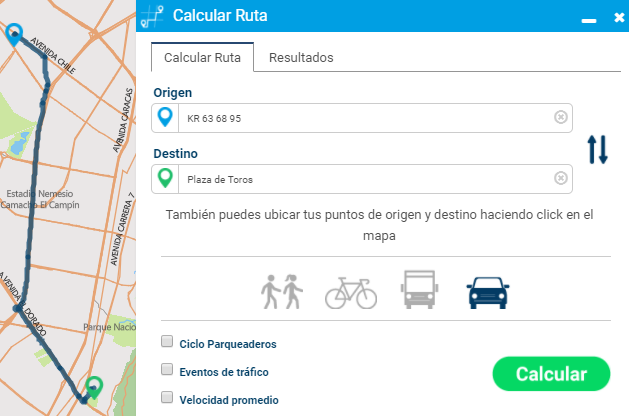 Calcular Ruta
Calcular Ruta
Resultados
Origen
KR 63 68 95
Destino
Plaza de Toros
También puedes ubicar tus puntos de origen y destino haciendo click en el
mapa
Ciclo Parqueaderos
Eventos de tráfico
Velocidad promedio
Calcular
AVENIDA CHILE
AVENIDA CARACAS
Estadio Nemesio
Camacho El Campín
AVENIDA CARRERA 7
A AVENIDA EL DORADO
Parque Nacio